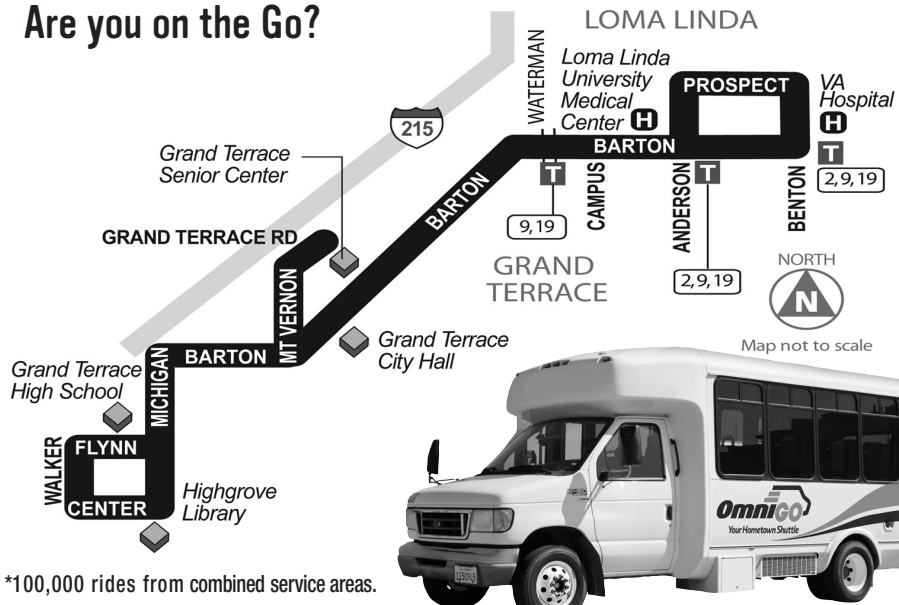 Are you on the Go?
LOMA LINDA
WATERMAN
Loma Linda
University
Medical
Center H
PROSPECT
VA
Hospital
H
215
Grand Terrace
Senior Center
BARTON
T
T
T
2,9,19
BARTON
CAMPUS
ANDERSON
BENTON
9,19
GRAND TERRACE RD
GRAND
TERRACE
2,9,19
NORTH
N
Map not to scale
MT VERNON
Grand Terrace
City Hall
BARTON
MICHIGAN
Grand Terrace
High School
WALKER
FLYNN
CENTER
Highgrove
Library
OmniGO
Your Hometown Shuttle
*100,000 rides from combined service areas.